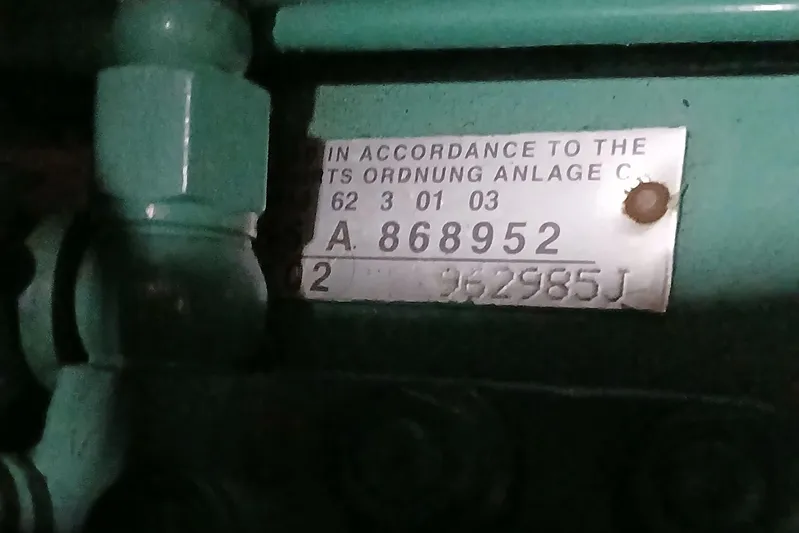 IN ACCORDANCE TO THE
TS ORDNUNG ANLAGE C
62 3 01 03
A 868952
2 962985J